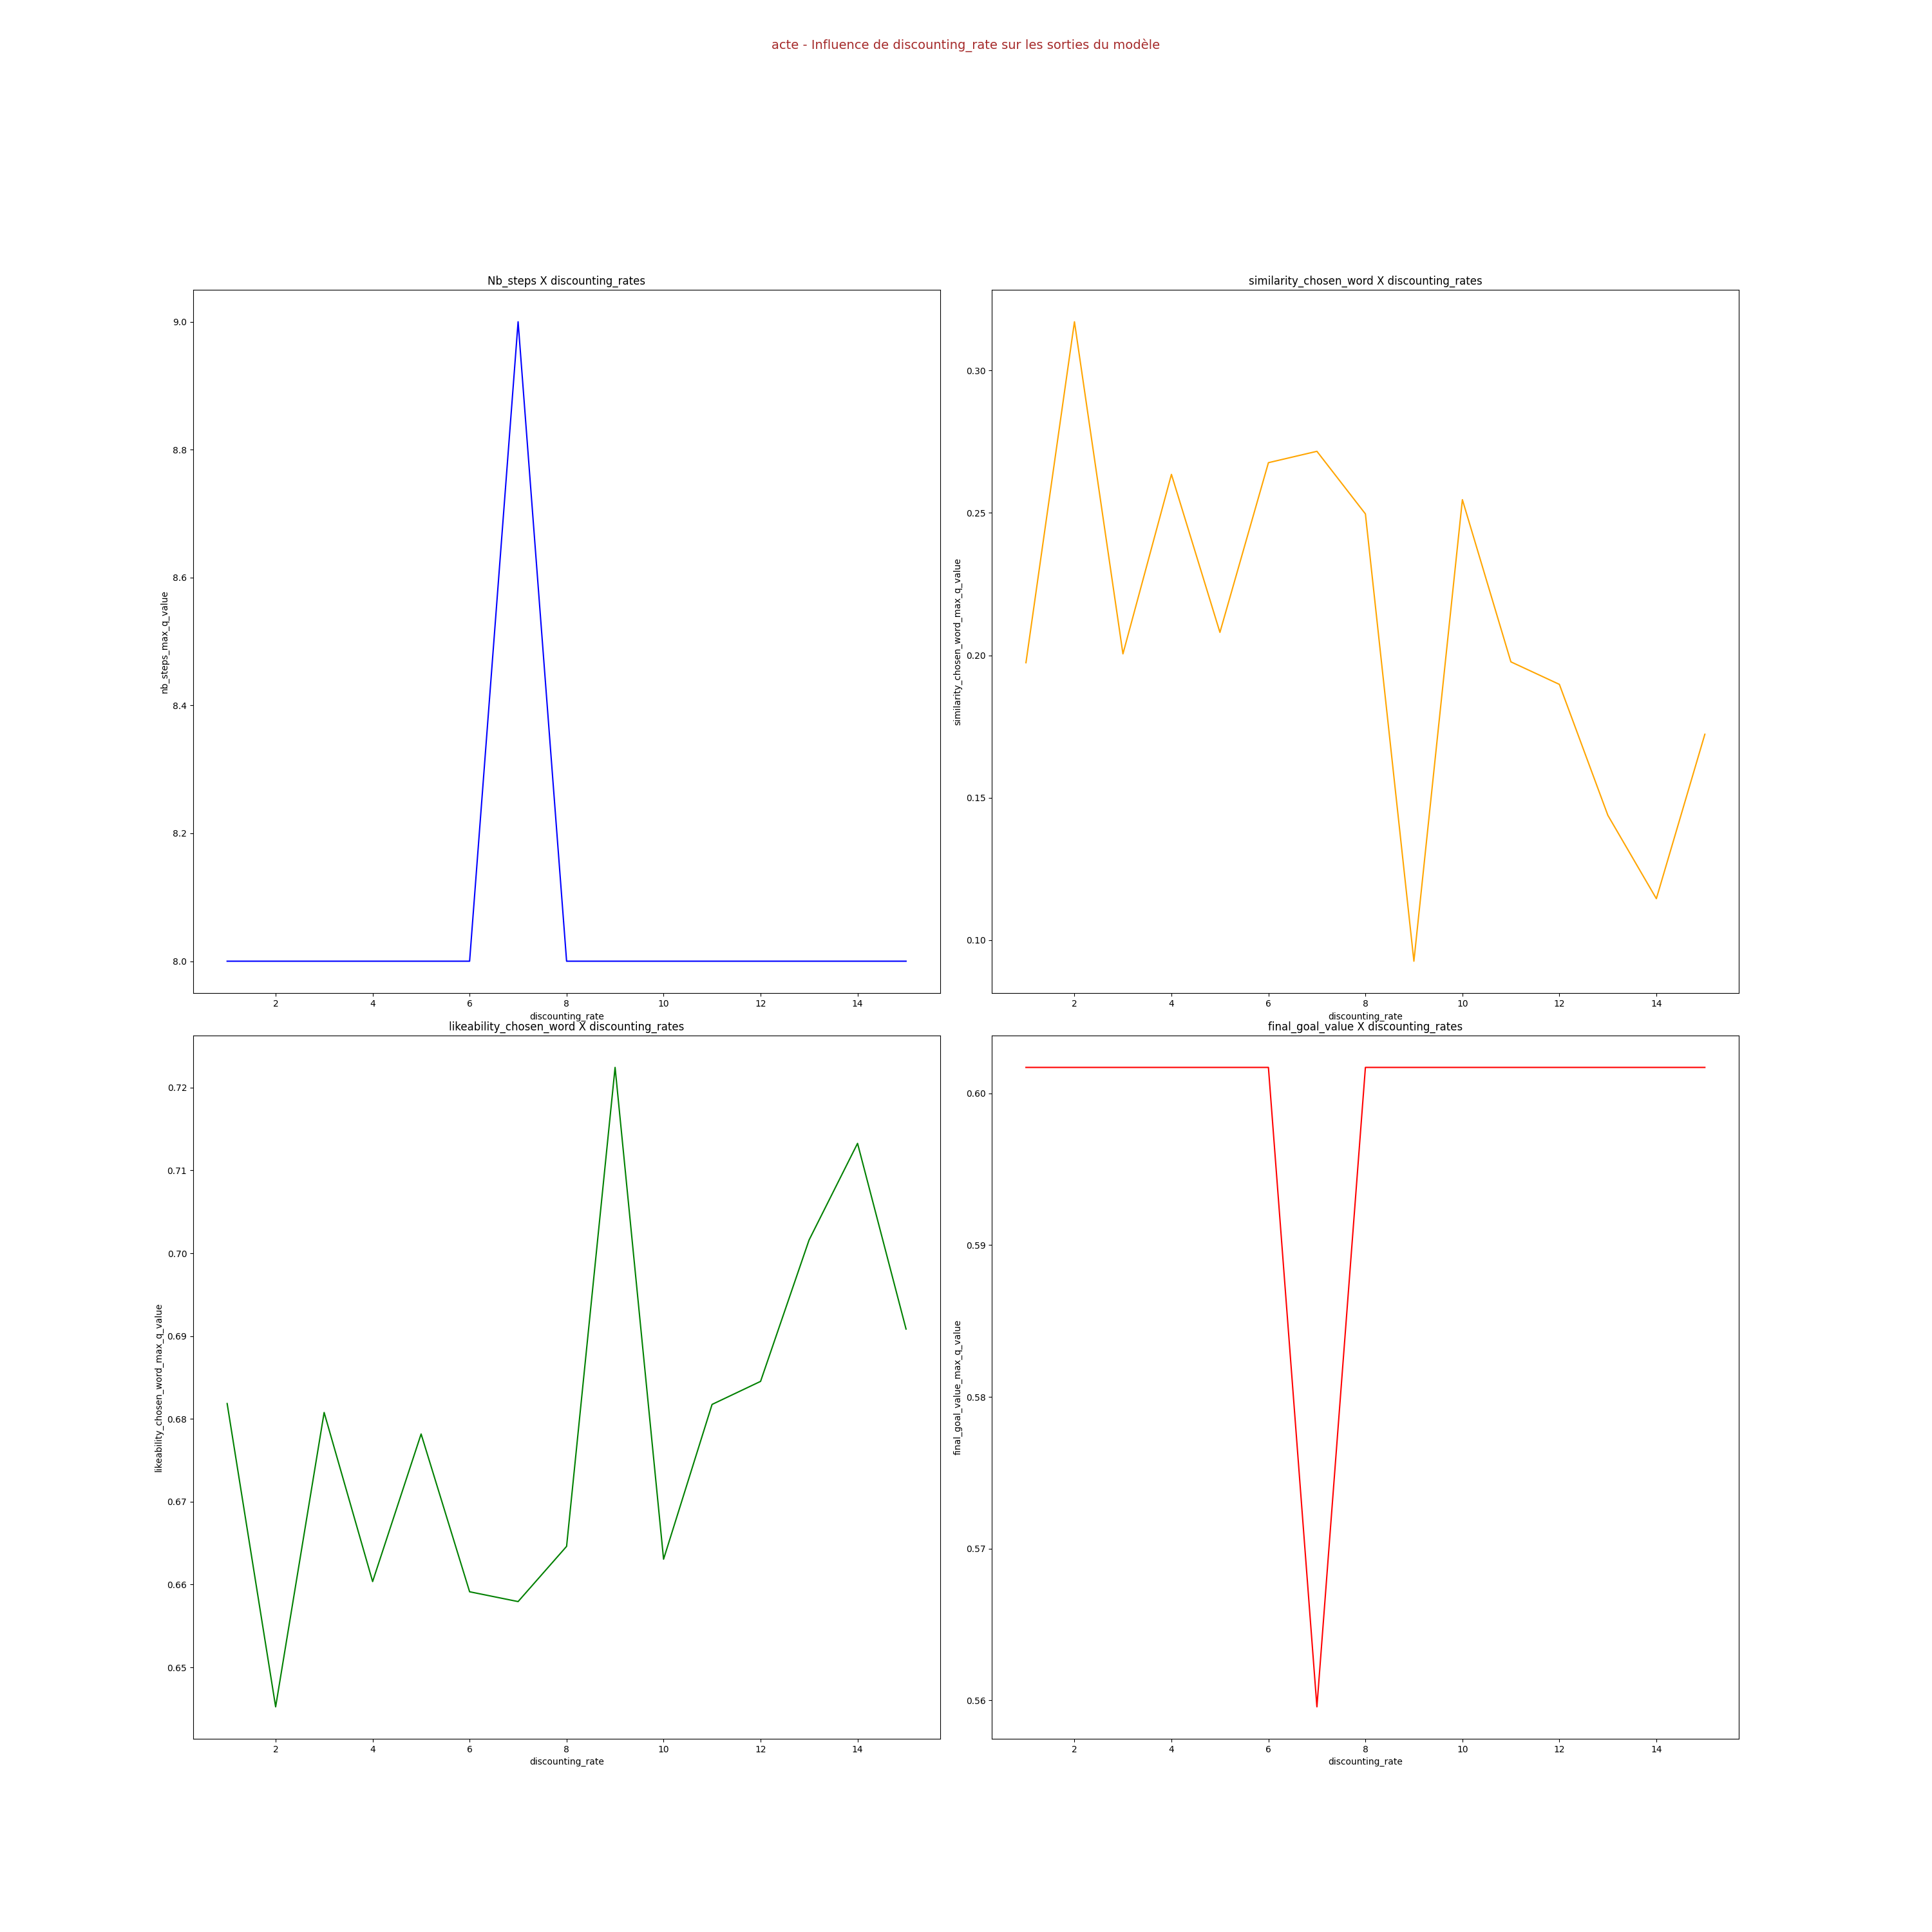 acte - Influence de discounting_rate sur les sorties du modèle
Nb_steps X discounting_rates
9.0
8.8
8.6
8.4
8.2
8.0
nb_steps_max_q_value
2 4 6 8 10 12 14
discounting_rate
similarity_chosen_word X discounting_rates
0.30
0.25
0.20
0.15
0.10
similarity_chosen_word_max_q_value
2 4 6 8 10 12 14
discounting_rate
likeability_chosen_word X discounting_rates
0.72
0.71
0.70
0.69
0.68
0.67
0.66
0.65
likeability_chosen_word_max_q_value
2 4 6 8 10 12 14
discounting_rate
final_goal_value X discounting_rates
0.60
0.59
0.58
0.57
0.56
final_goal_value_max_q_value
2 4 6 8 10 12 14
discounting_rate